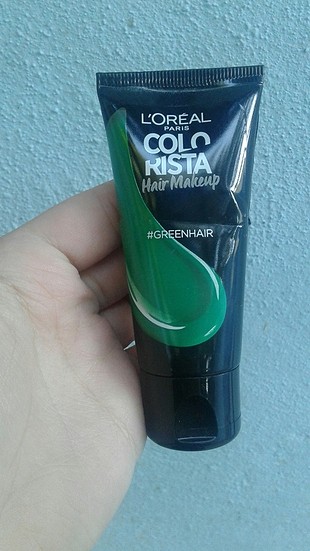 L'ORÉAL
PARIS
COLO
RISTA
Hair Makeup
#GREENHAIR